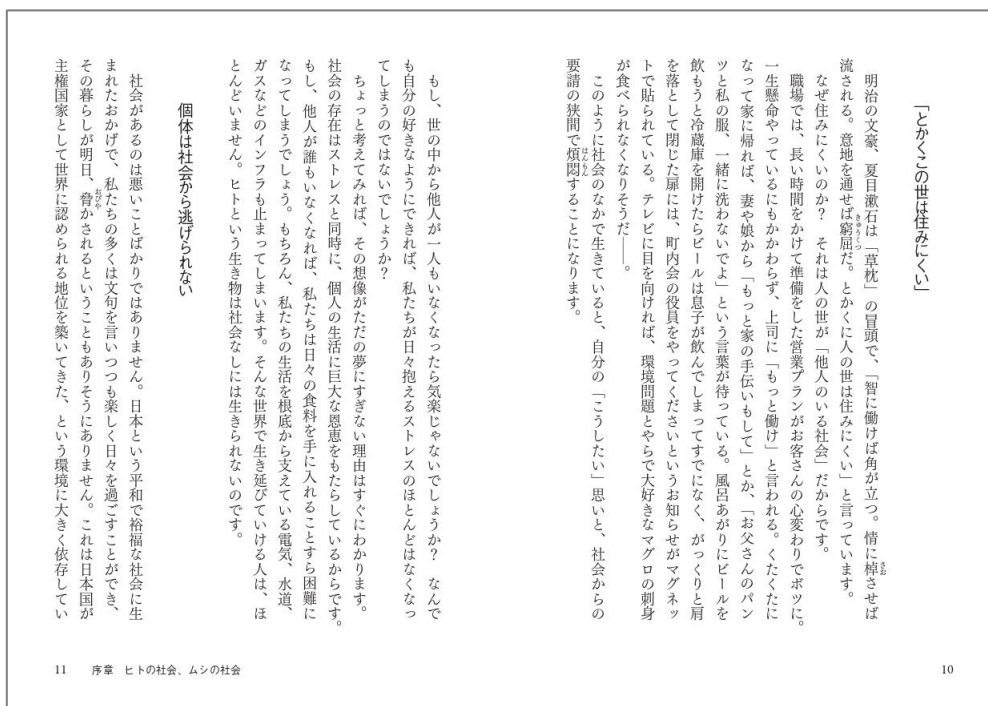 「とかくこの世は住みにくい」
明治の文豪、夏目漱石は「草枕」の冒頭で、「智に働けば角が立つ。情に棹させば
流される。意地を通せば窮屈だ。とかくに人の世は住みにくい」と言っています。
なぜ住みにくいのか？　それは人の世が「他人のいる社会」だからです。
職場では、長い時間をかけて準備をした営業プランがお客さんの心変わりでボツに。
一生懸命やっているにもかかわらず、上司に「もっと働け」と言われる。くたくたに
なって家に帰れば、妻や娘から「もっと家の手伝いもして」とか、「お父さんのパン
ツと私の服、一緒に洗わないでよ」という言葉が待っている。風呂あがりにビールを
飲もうと冷蔵庫を開けたらビールは息子が飲んでしまってすでになく、がっくりと肩
を落として閉じた扉には、町内会の役員をやってくださいというお知らせがマグネッ
トで貼られている。テレビに目を向ければ、環境問題とやらで大好きなマグロの刺身
が食べられなくなりそうだ――。
このように社会のなかで生きていると、自分の「こうしたい」思いと、社会からの
要請の狭間で煩悶することになります。
10
もし、世の中から他人が一人もいなくなったら気楽じゃないでしょうか？　なんで
も自分の好きなようにできれば、私たちが日々抱えるストレスのほとんどはなくなっ
てしまうのではないでしょうか？
ちょっと考えてみれば、その想像がただの夢にすぎない理由はすぐにわかります。
社会の存在はストレスと同時に、個人の生活に巨大な恩恵をもたらしているからです。
もし、他人が誰もいなくなれば、私たちは日々の食料を手に入れることすら困難に
なってしまうでしょう。もちろん、私たちの生活を根底から支えている電気、水道、
ガスなどのインフラも止まってしまいます。そんな世界で生き延びていける人は、ほ
とんどいません。ヒトという生き物は社会なしには生きられないのです。
個体は社会から逃げられない
社会があるのは悪いことばかりではありません。日本という平和で裕福な社会に生
まれたおかげで、私たちの多くは文句を言いつつも楽しく日々を過ごすことができ、
その暮らしが明日、脅かされるということもありそうにありません。これは日本国が
主権国家として世界に認められる地位を築いてきた、という環境に大きく依存してい
11　序章　ヒトの社会、ムシの社会